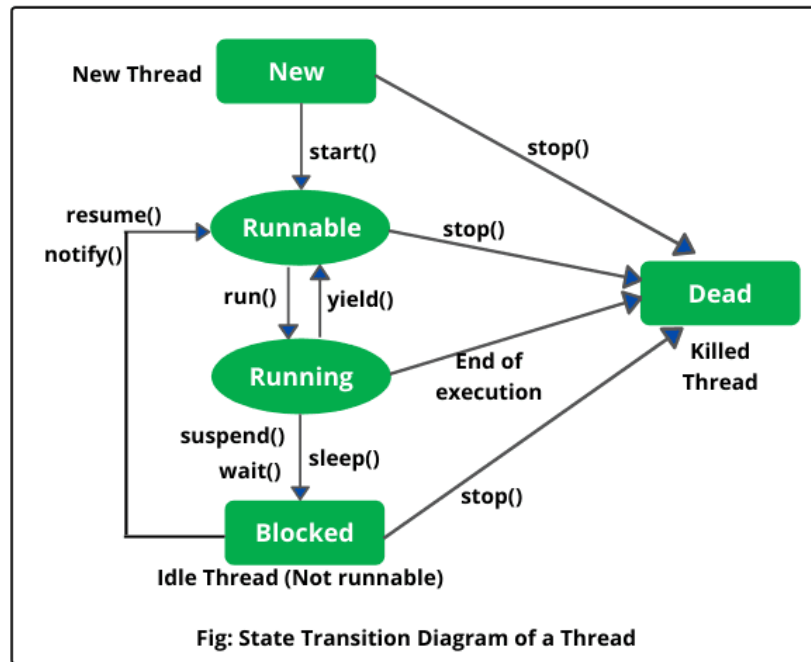 New Thread
New
start()
stop()
resume()
notify()
Runnable
stop()
run()
yield()
Dead
Killed
Thread
Running
End of
execution
suspend()
wait()
sleep()
stop()
Blocked
Idle Thread (Not runnable)
Fig: State Transition Diagram of a Thread